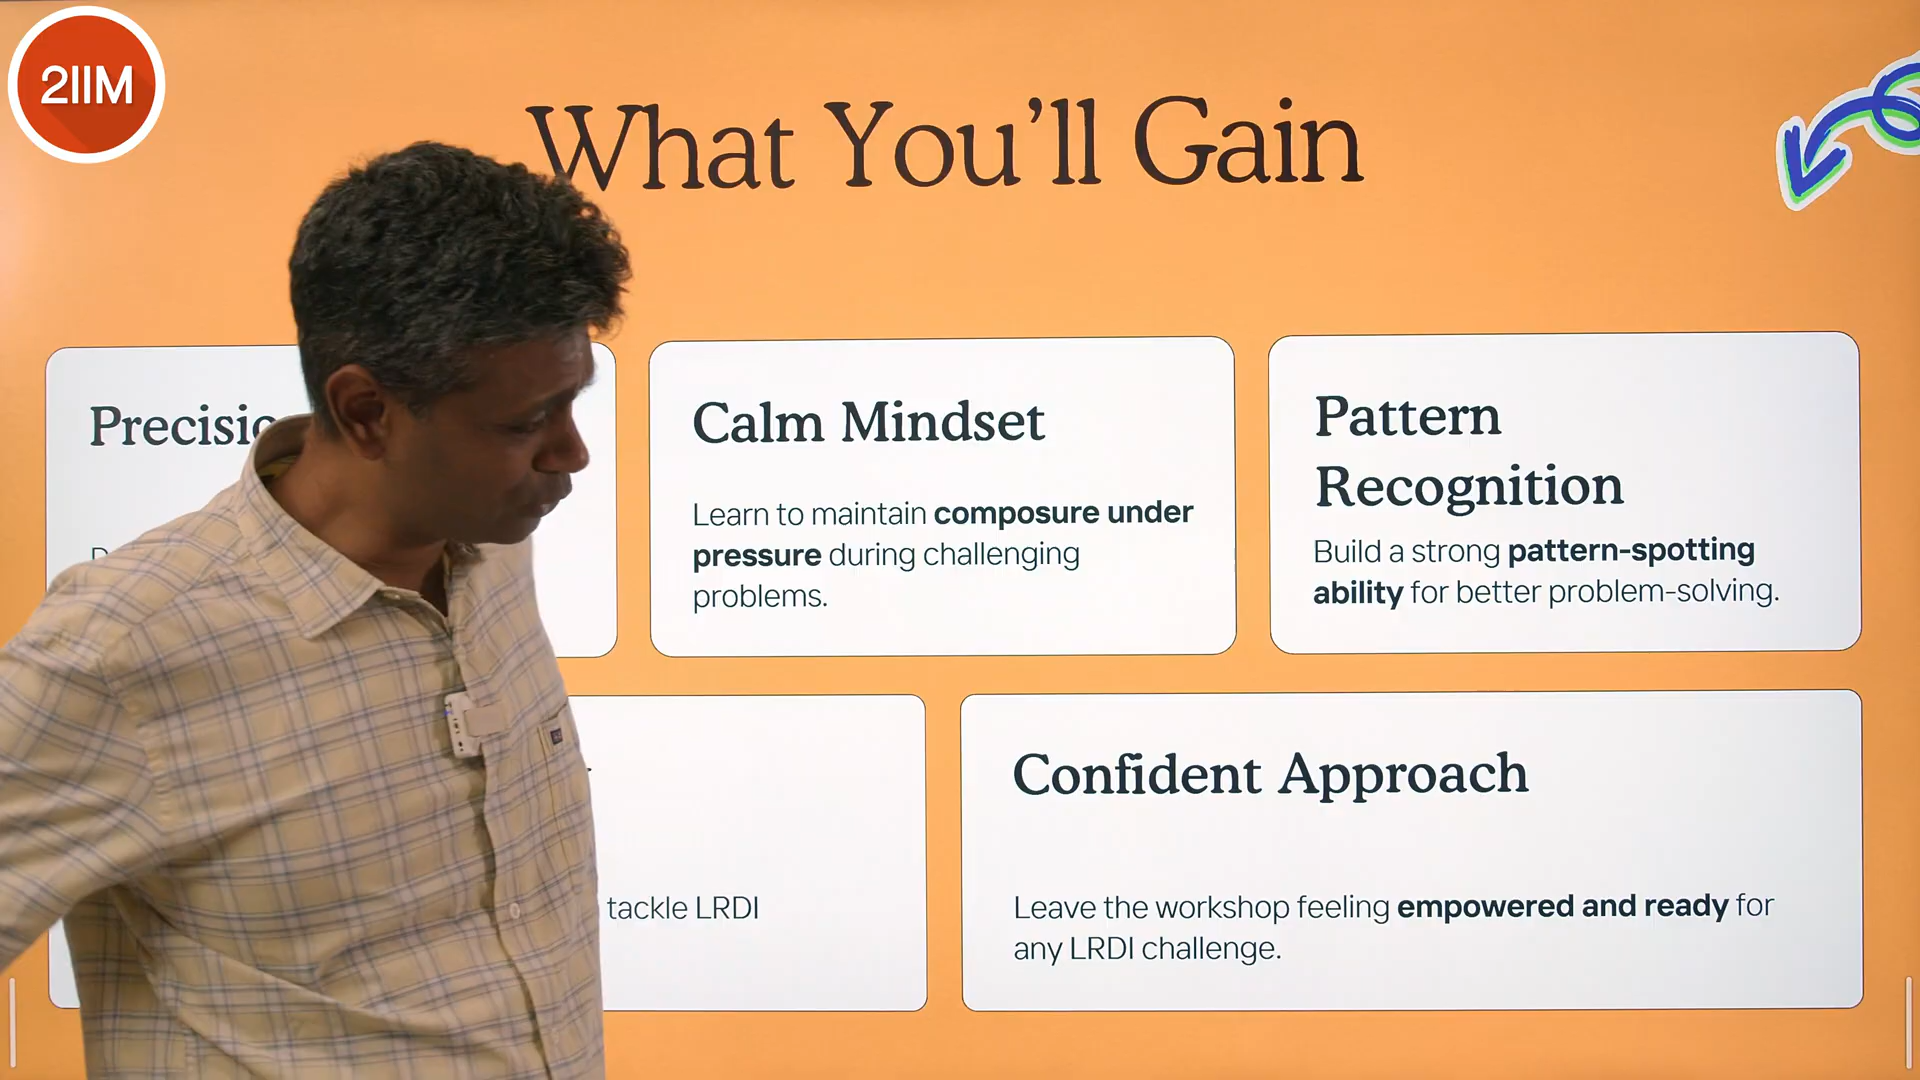 2IIM
What You'll Gain
Calm Mindset
Learn to maintain composure under
pressure during challenging
problems.
Pattern
Recognition
Build a strong pattern-spotting
ability for better problem-solving.
tackle LRDI
Confident Approach
Leave the workshop feeling empowered and ready for
any LRDI challenge.